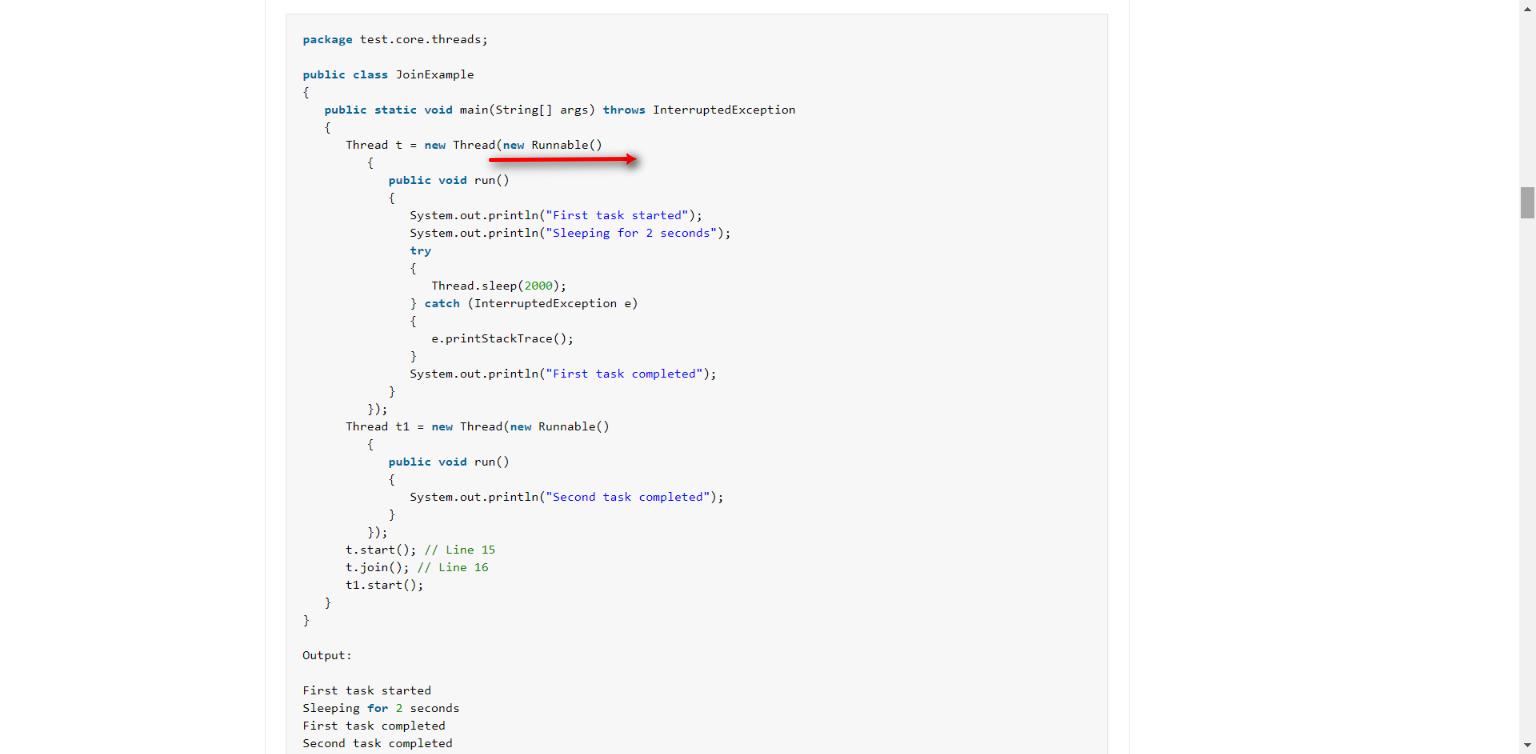 package test.core.threads;
public class JoinExample
{
public static void main(String[] args) throws InterruptedException
{
Thread t = new Thread(new Runnable()
{
public void run()
{
System.out.println("First task started");
System.out.println("Sleeping for 2 seconds");
try
{
Thread.sleep(2000);
} catch (InterruptedException e)
{
e.printStackTrace();
}
System.out.println("First task completed");
}
});
Thread t1 = new Thread(new Runnable()
{
public void run()
{
System.out.println("Second task completed");
}
});
t.start(); // Line 15
t.join(); // Line 16
t1.start();
}
}
Output:
First task started
Sleeping for 2 seconds
First task completed
Second task completed